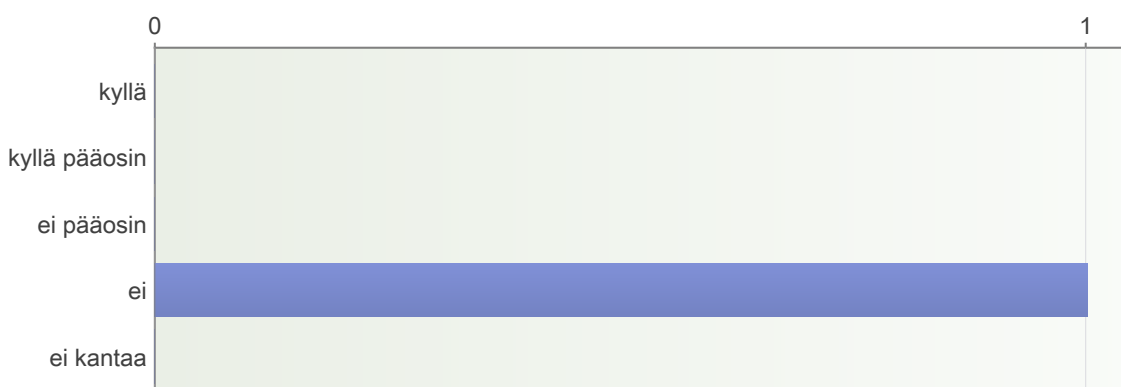 0 1
kyllä
kyllä pääosin
ei pääosin
ei
ei kantaa